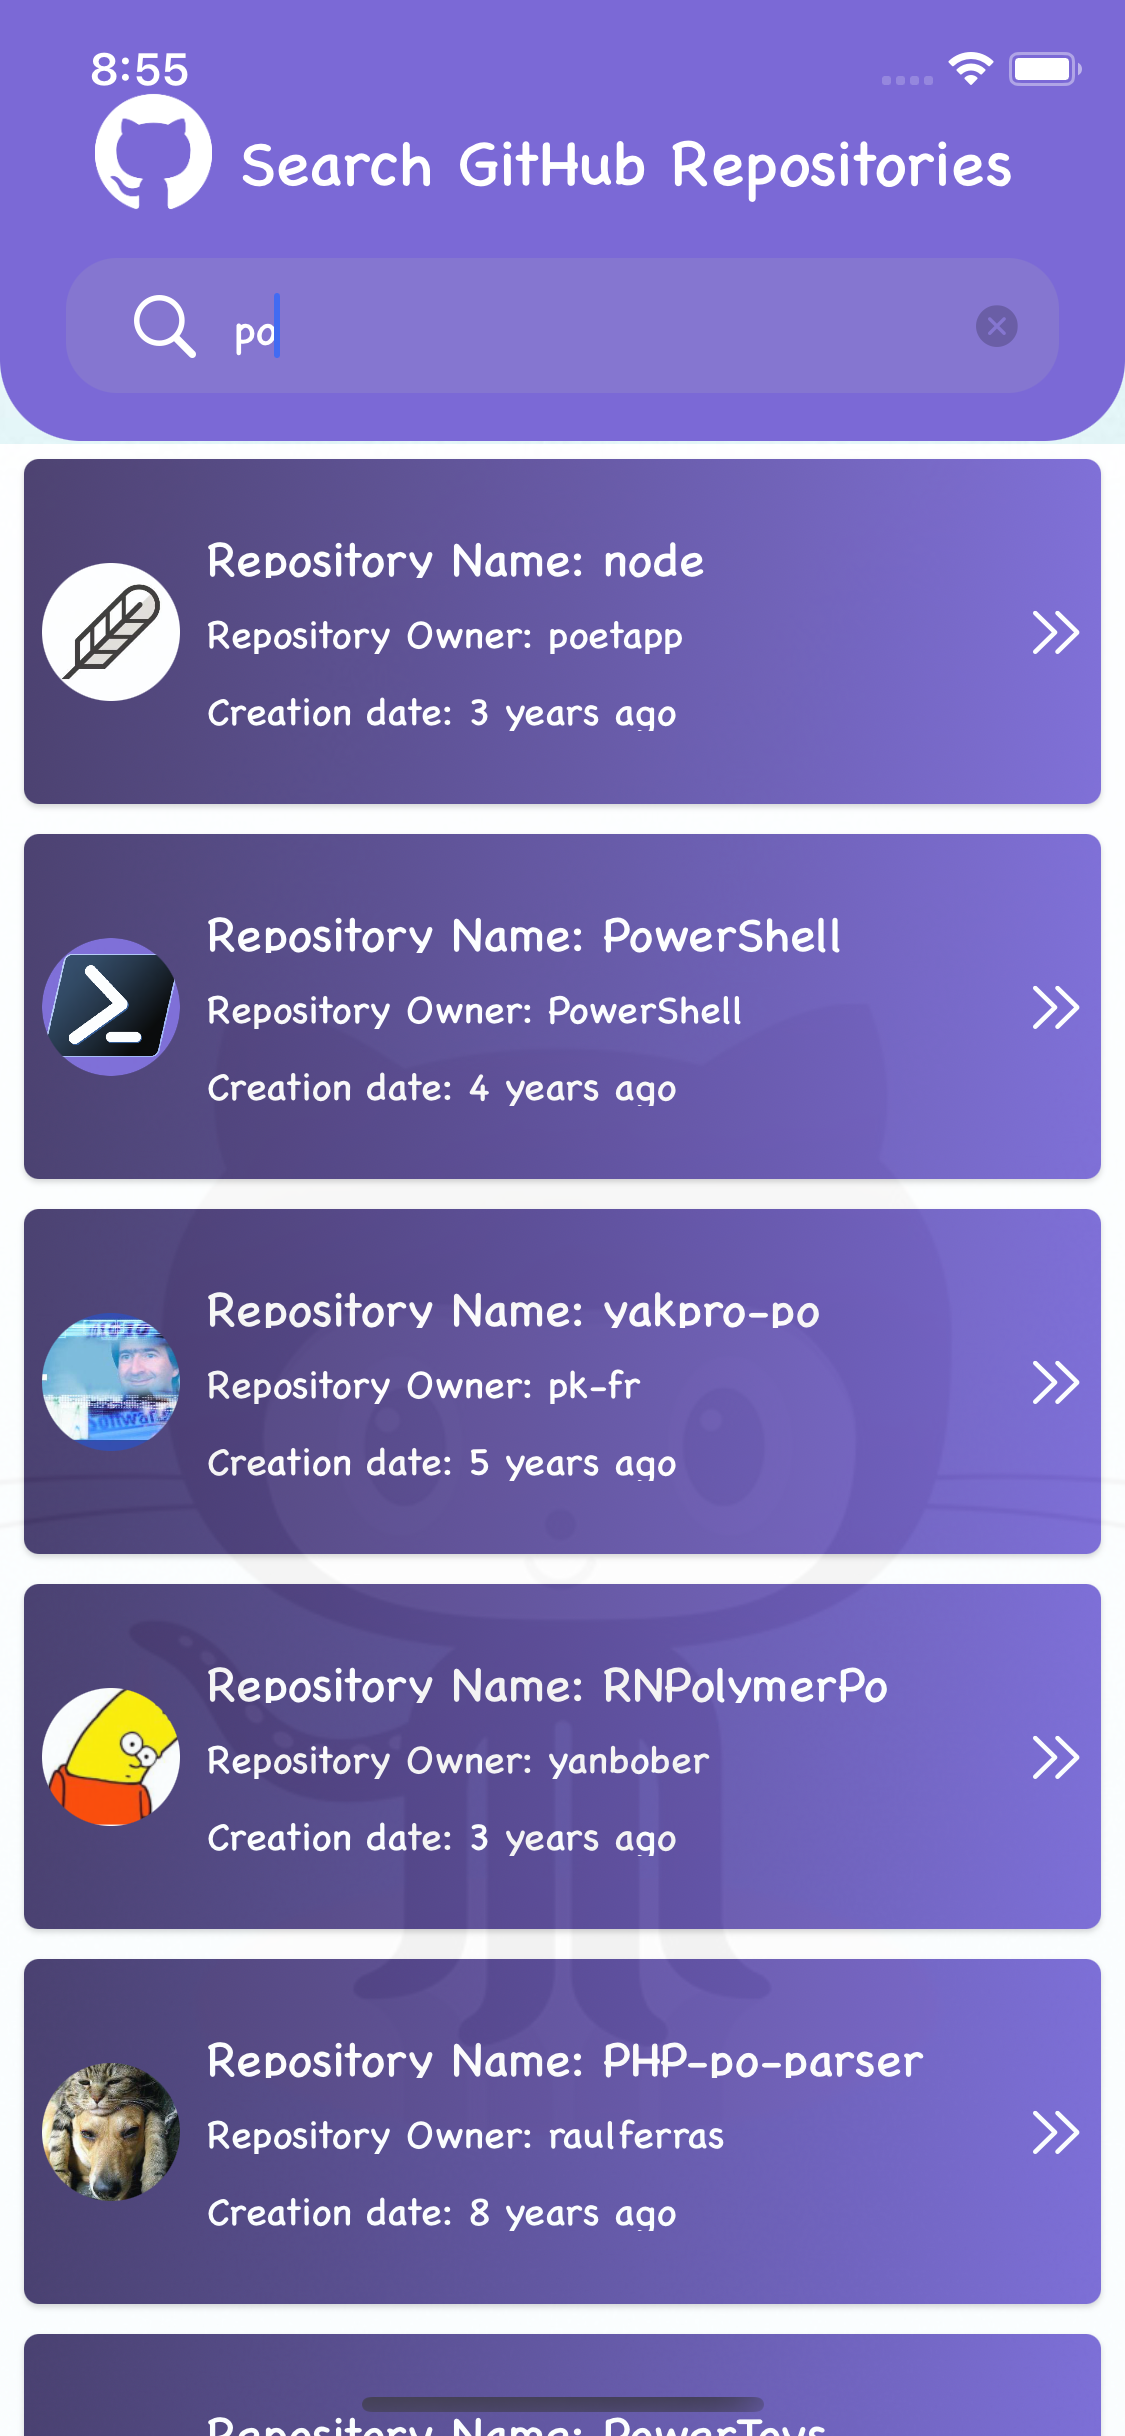 8:55
Search GitHub Repositories
po
Repository Name: node
Repository Owner: poetapp
Creation date: 3 years ago
Repository Name: PowerShell
Repository Owner: PowerShell
Creation date: 4 years ago
Repository Name: yakpro-po
Repository Owner: pk-fr
Creation date: 5 years ago
Repository Name: RNPolymerPo
Repository Owner: yanbober
Creation date: 3 years ago
Repository Name: PHP-po-parser
Repository Owner: raulferras
Creation date: 8 years ago
Repository Name: PowerToys